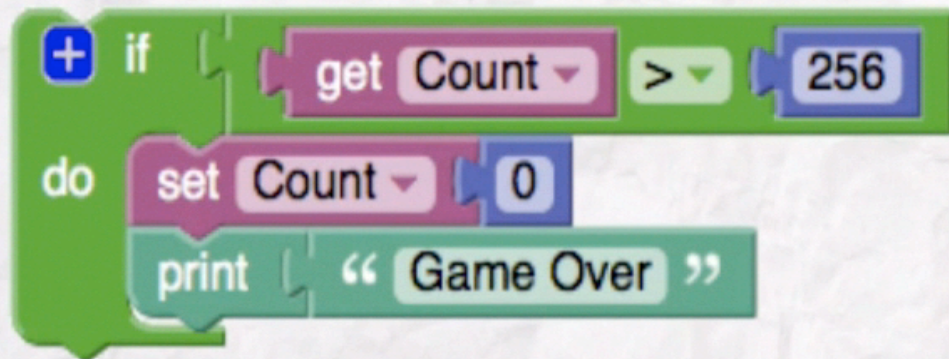 + if get Count > 256
do set Count 0
print “ Game Over ”